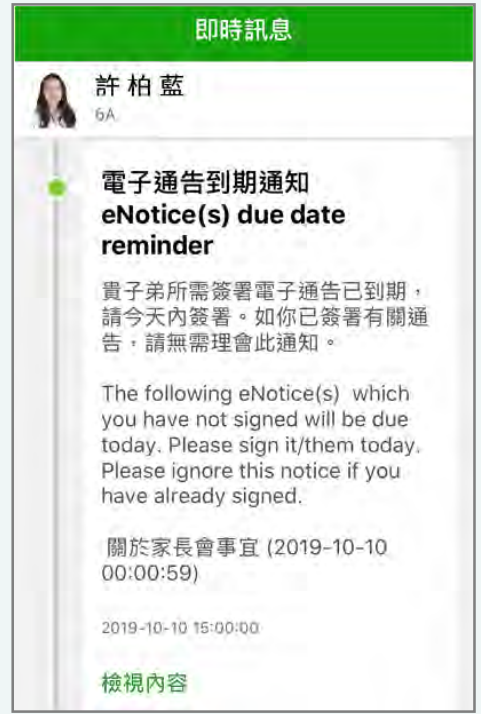 即時訊息
許柏藍
6A
電子通告到期通知
eNotice(s) due date
reminder
貴子弟所需簽署電子通告已到期，
請今天內簽署。如你已簽署有關通
告，請無需理會此通知。
The following eNotice(s) which
you have not signed will be due
today. Please sign it/them today.
Please ignore this notice if you
have already signed.
關於家長會事宜 (2019-10-10
00:00:59)
2019-10-10 15:00:00
檢視內容